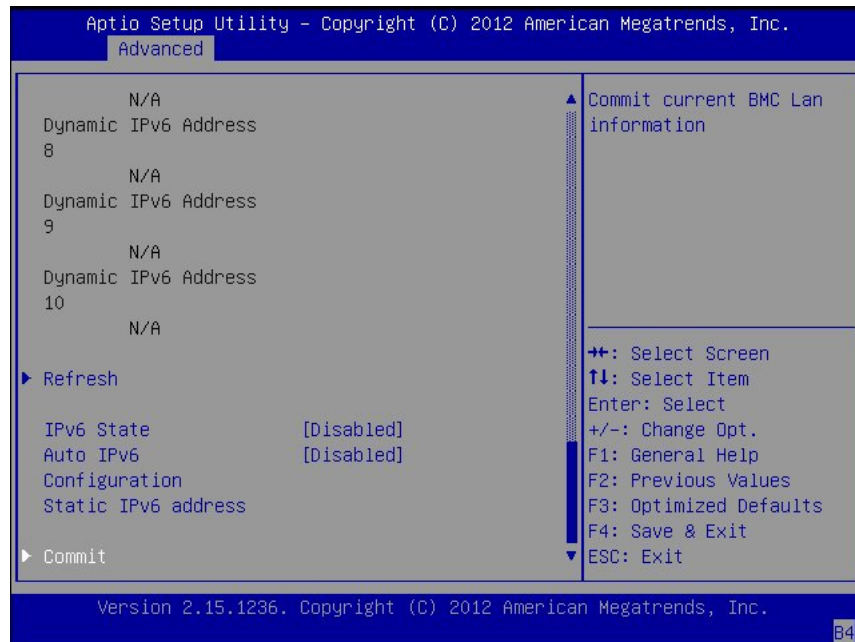 Aptio Setup Utility – Copyright (C) 2012 American Megatrends, Inc.
Advanced
N/A
Dynamic IPv6 Address
8
N/A
Dynamic IPv6 Address
9
N/A
Dynamic IPv6 Address
10
N/A
Refresh
IPv6 State [Disabled]
Auto IPv6 [Disabled]
Configuration
Static IPv6 address
Commit
Commit current BMC Lan
information
→←: Select Screen
↑↓: Select Item
Enter: Select
+/-: Change Opt.
F1: General Help
F2: Previous Values
F3: Optimized Defaults
F4: Save & Exit
ESC: Exit
Version 2.15.1236. Copyright (C) 2012 American Megatrends, Inc.
B4